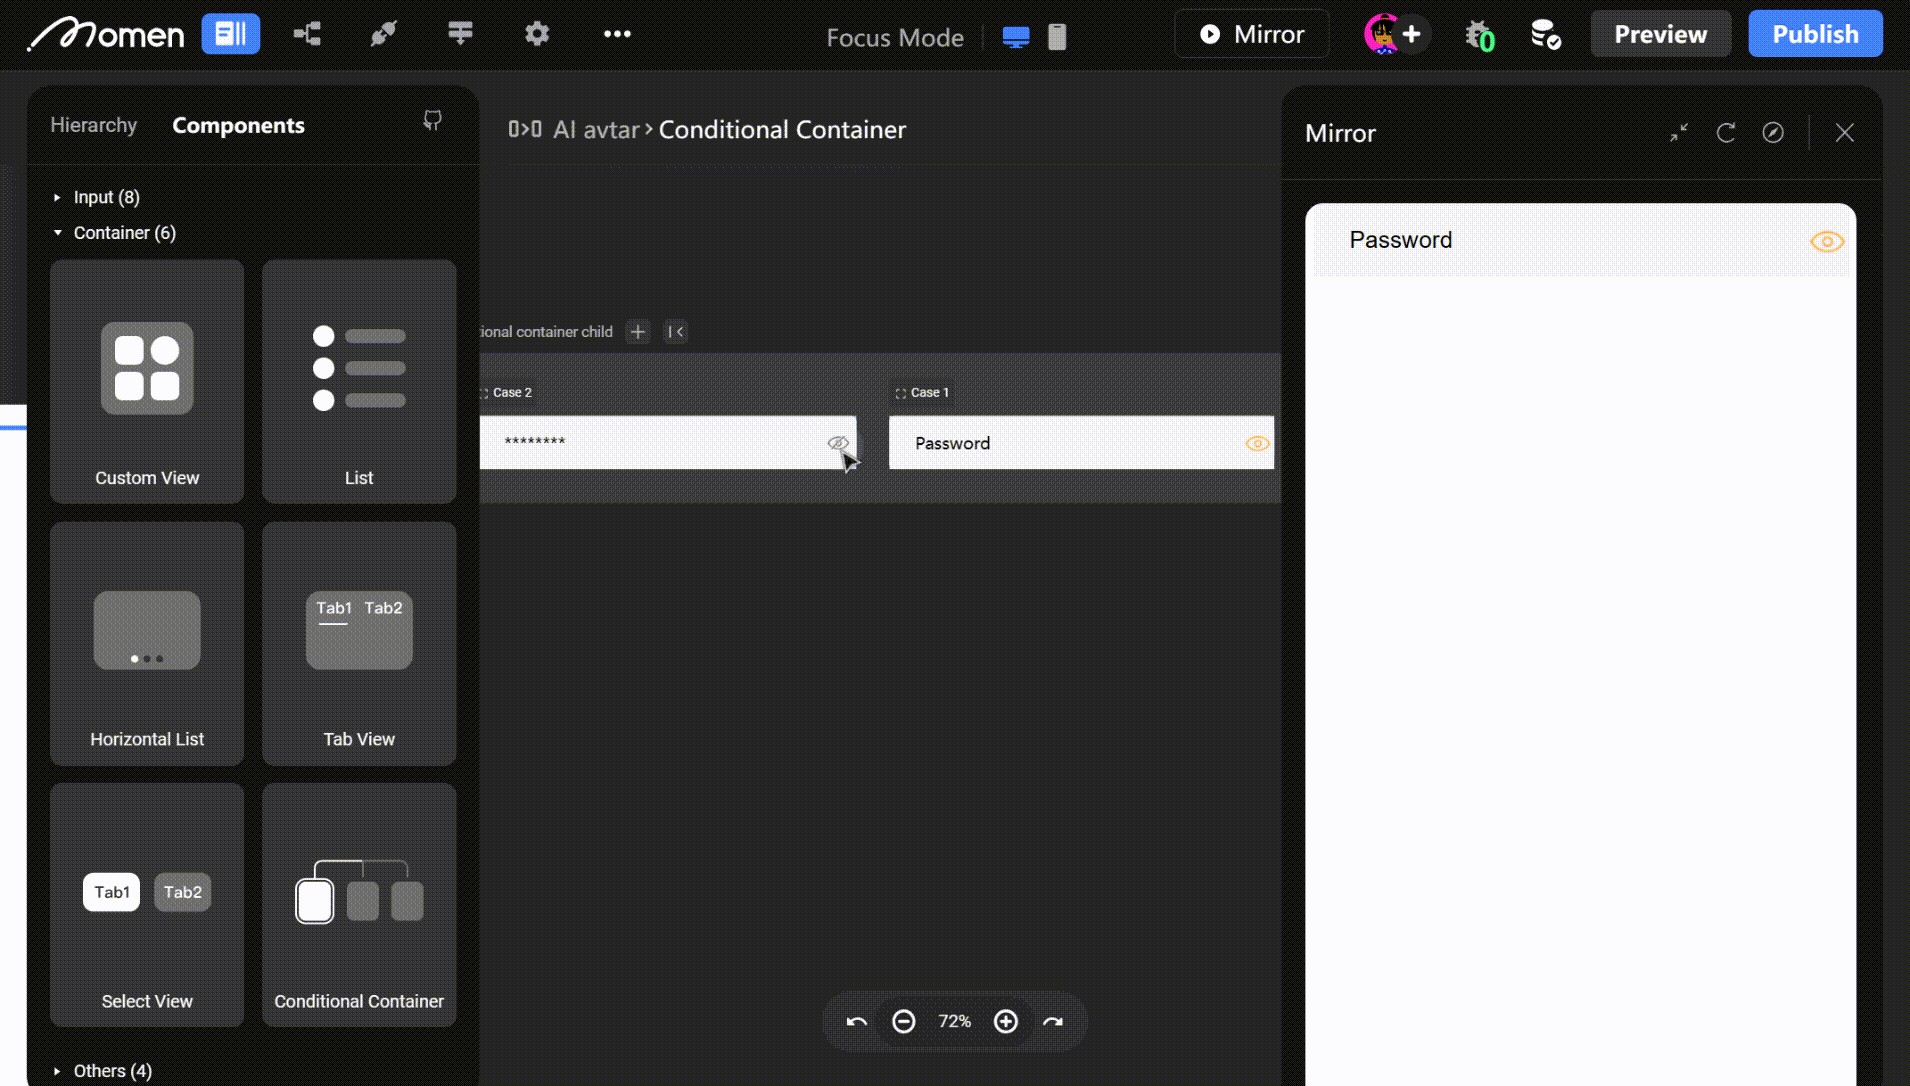 Momen
Focus Mode
Mirror
0
Preview
Publish
Hierarchy
Components
AI avtar > Conditional Container
Mirror
Input (8)
Container (6)
Password
tional container child
Case 2
Case 1
********
Password
Custom View
List
Tab1 Tab2
Horizontal List
Tab View
Tab1 Tab2
Select View
Conditional Container
72%
Others (4)